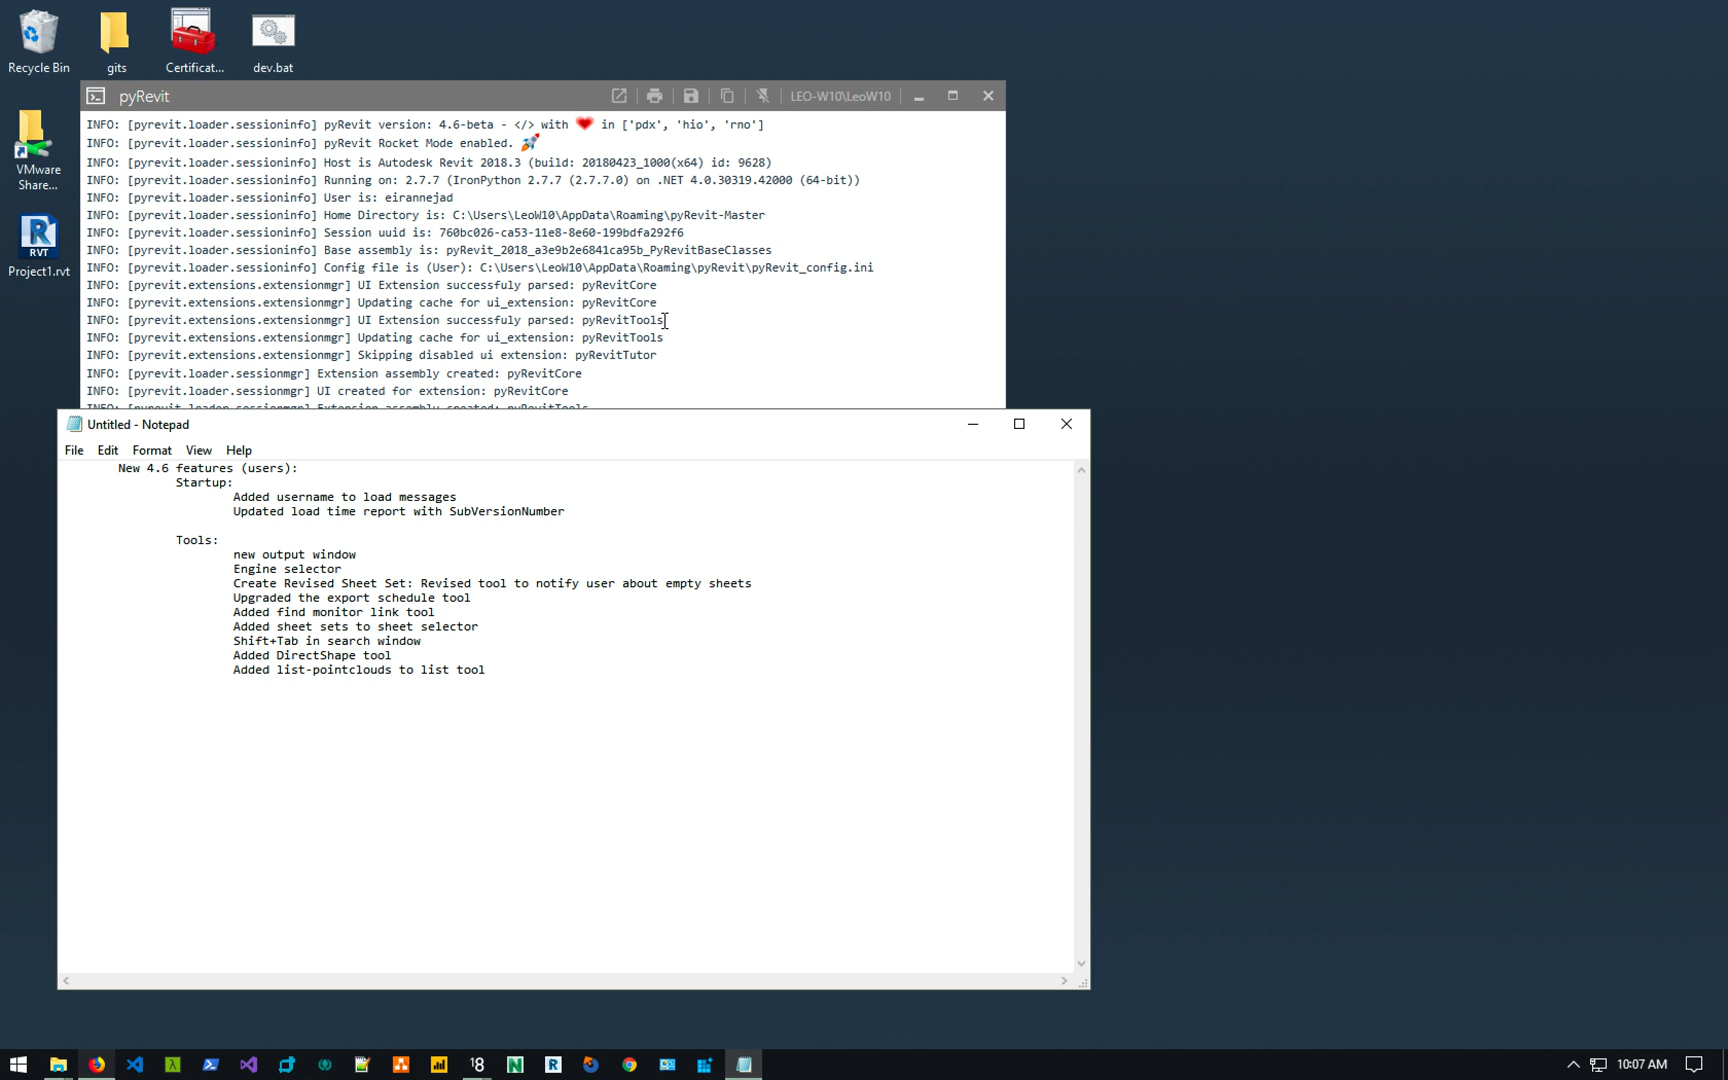 Recycle Bin
gits
Certificat...
dev.bat
VMware
Share...
RVT
Project1.rvt
pyRevit
LEO-W10\LeoW10
INFO: [pyrevit.loader.sessioninfo] pyRevit version: 4.6-beta - </> with ❤ in ['pdx', 'hio', 'rno']
INFO: [pyrevit.loader.sessioninfo] pyRevit Rocket Mode enabled. 🚀
INFO: [pyrevit.loader.sessioninfo] Host is Autodesk Revit 2018.3 (build: 20180423_1000(x64) id: 9628)
INFO: [pyrevit.loader.sessioninfo] Running on: 2.7.7 (IronPython 2.7.7 (2.7.7.0) on .NET 4.0.30319.42000 (64-bit))
INFO: [pyrevit.loader.sessioninfo] User is: eirannejad
INFO: [pyrevit.loader.sessioninfo] Home Directory is: C:\Users\LeoW10\AppData\Roaming\pyRevit-Master
INFO: [pyrevit.loader.sessioninfo] Session uuid is: 760bc026-ca53-11e8-8e60-199bdfa292f6
INFO: [pyrevit.loader.sessioninfo] Base assembly is: pyRevit_2018_a3e9b2e6841ca95b_PyRevitBaseClasses
INFO: [pyrevit.loader.sessioninfo] Config file is (User): C:\Users\LeoW10\AppData\Roaming\pyRevit\pyRevit_config.ini
INFO: [pyrevit.extensions.extensionmgr] UI Extension successfuly parsed: pyRevitCore
INFO: [pyrevit.extensions.extensionmgr] Updating cache for ui_extension: pyRevitCore
INFO: [pyrevit.extensions.extensionmgr] UI Extension successfuly parsed: pyRevitTools
INFO: [pyrevit.extensions.extensionmgr] Updating cache for ui_extension: pyRevitTools
INFO: [pyrevit.extensions.extensionmgr] Skipping disabled ui extension: pyRevitTutor
INFO: [pyrevit.loader.sessionmgr] Extension assembly created: pyRevitCore
INFO: [pyrevit.loader.sessionmgr] UI created for extension: pyRevitCore
INFO: [pyrevit.loader.sessionmgr] Extension assembly created: pyRevitTools
Untitled - Notepad
File Edit Format View Help
New 4.6 features (users):
Startup:
Added username to load messages
Updated load time report with SubVersionNumber
Tools:
new output window
Engine selector
Create Revised Sheet Set: Revised tool to notify user about empty sheets
Upgraded the export schedule tool
Added find monitor link tool
Added sheet sets to sheet selector
Shift+Tab in search window
Added DirectShape tool
Added list-pointclouds to list tool
18
10:07 AM